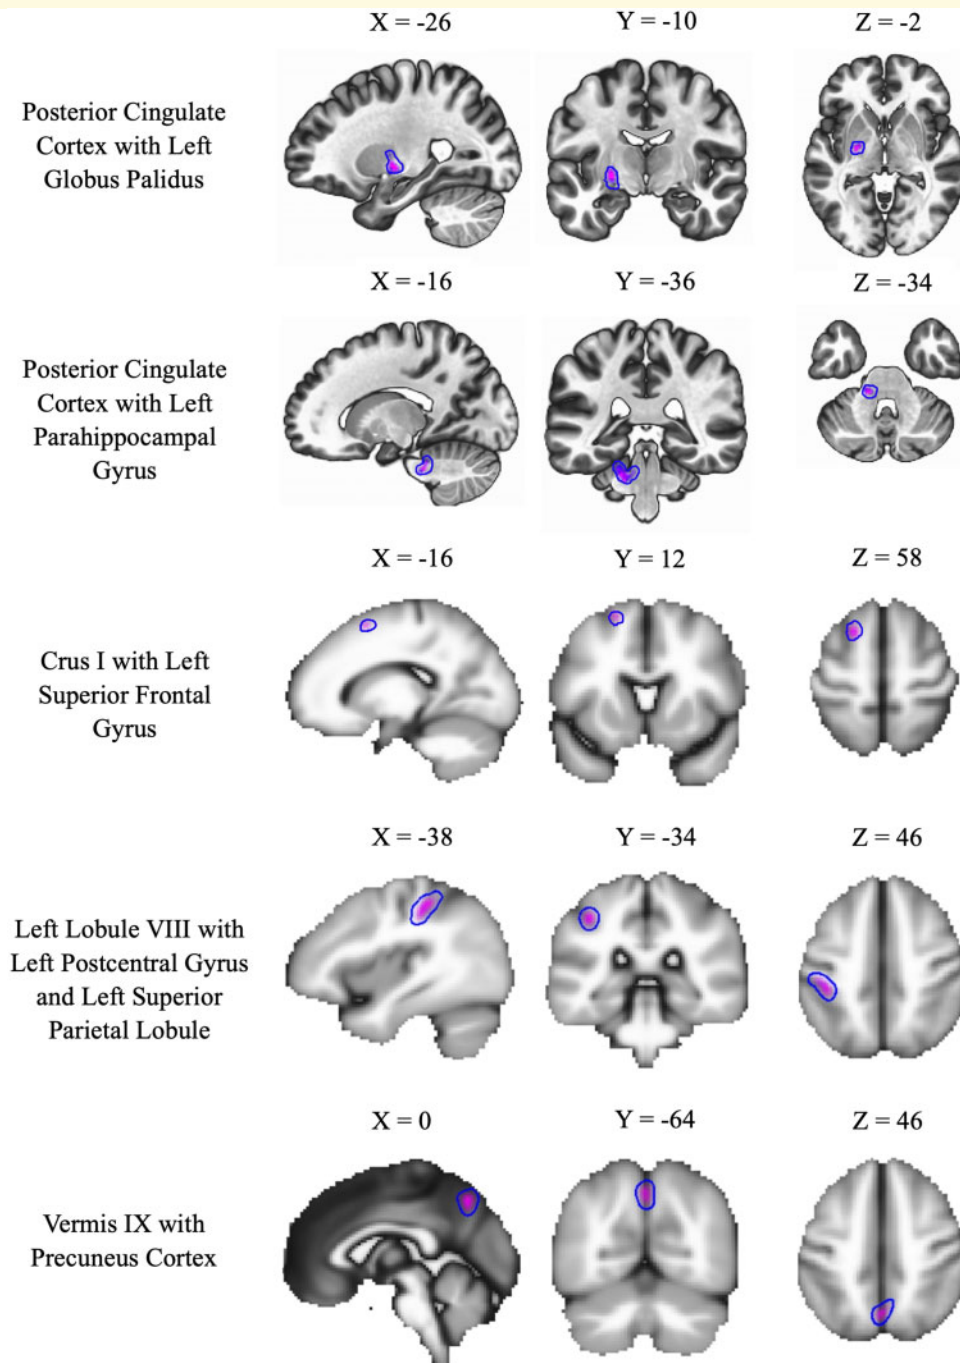 X = -26 Y = -10 Z = -2
Posterior Cingulate
Cortex with Left
Globus Palidus
X = -16 Y = -36 Z = -34
Posterior Cingulate
Cortex with Left
Parahippocampal
Gyrus
X = -16 Y = 12 Z = 58
Crus I with Left
Superior Frontal
Gyrus
X = -38 Y = -34 Z = 46
Left Lobule VIII with
Left Postcentral Gyrus
and Left Superior
Parietal Lobule
X = 0 Y = -64 Z = 46
Vermis IX with
Precuneus Cortex